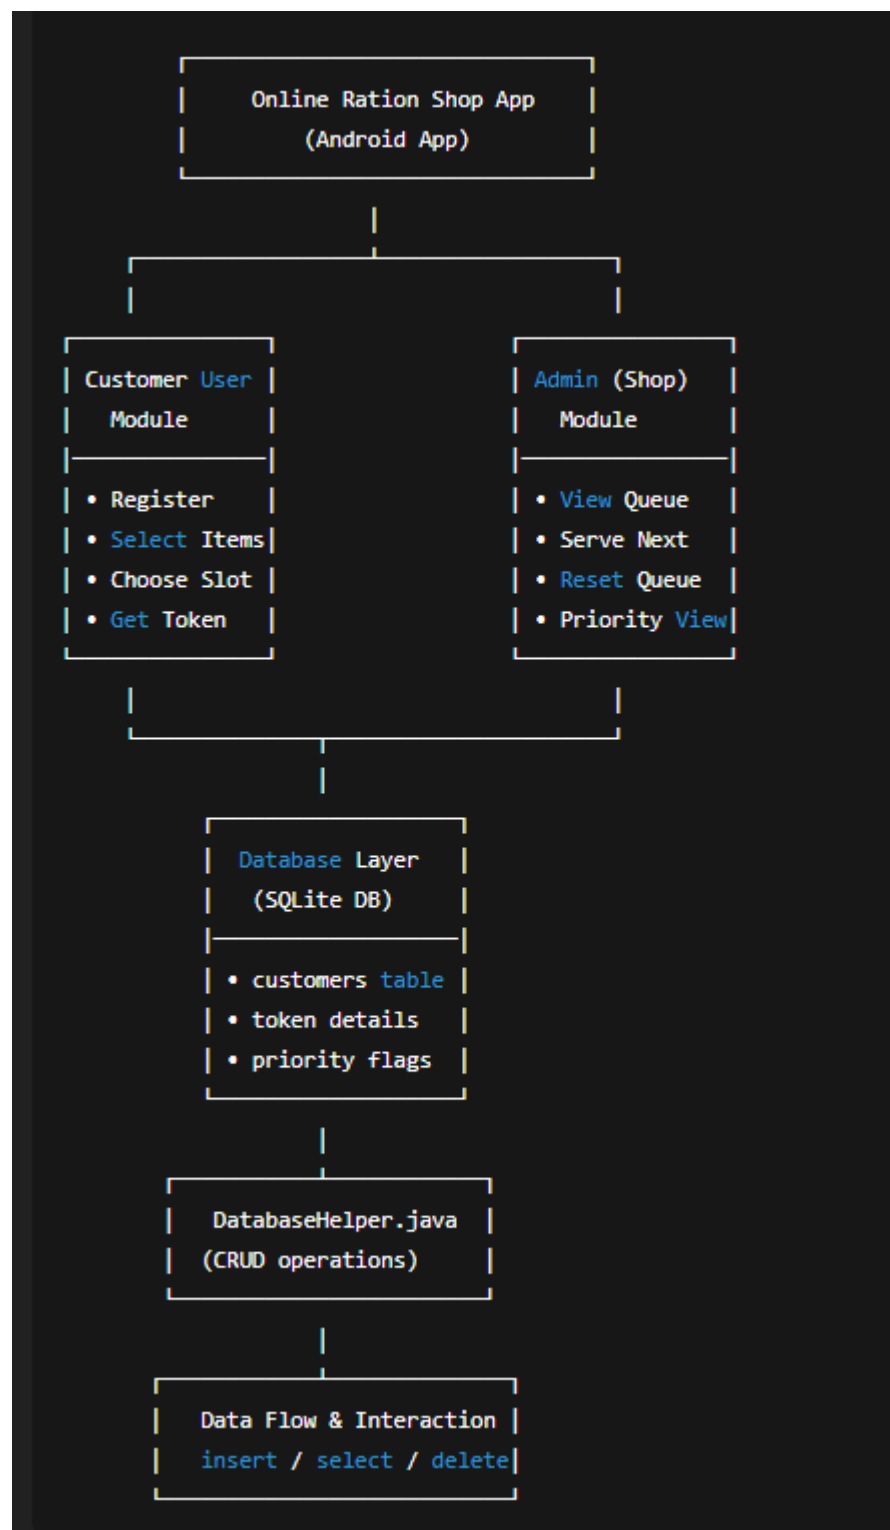 Online Ration Shop App
(Android App)
Customer User
Module
• Register
• Select Items
• Choose Slot
• Get Token
Admin (Shop)
Module
• View Queue
• Serve Next
• Reset Queue
• Priority View
Database Layer
(SQLite DB)
• customers table
• token details
• priority flags
DatabaseHelper.java
(CRUD operations)
Data Flow & Interaction
insert / select / delete